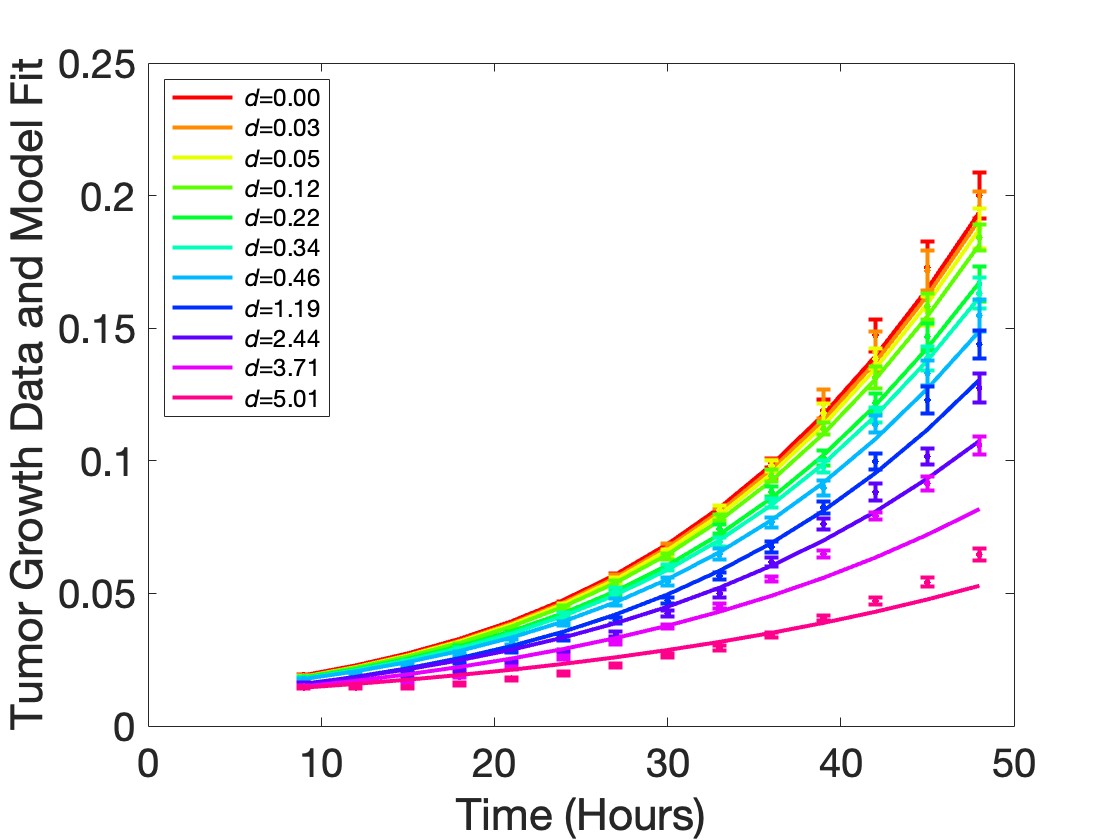 Tumor Growth Data and Model Fit
0.25
0.2
0.15
0.1
0.05
0
d=0.00
d=0.03
d=0.05
d=0.12
d=0.22
d=0.34
d=0.46
d=1.19
d=2.44
d=3.71
d=5.01
0 10 20 30 40 50
Time (Hours)